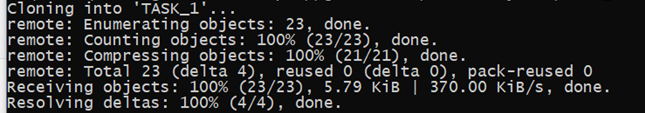 Cloning into 'TASK_1'...
remote: Enumerating objects: 23, done.
remote: Counting objects: 100% (23/23), done.
remote: Compressing objects: 100% (21/21), done.
remote: Total 23 (delta 4), reused 0 (delta 0), pack-reused 0
Receiving objects: 100% (23/23), 5.79 KiB | 370.00 KiB/s, done.
Resolving deltas: 100% (4/4), done.